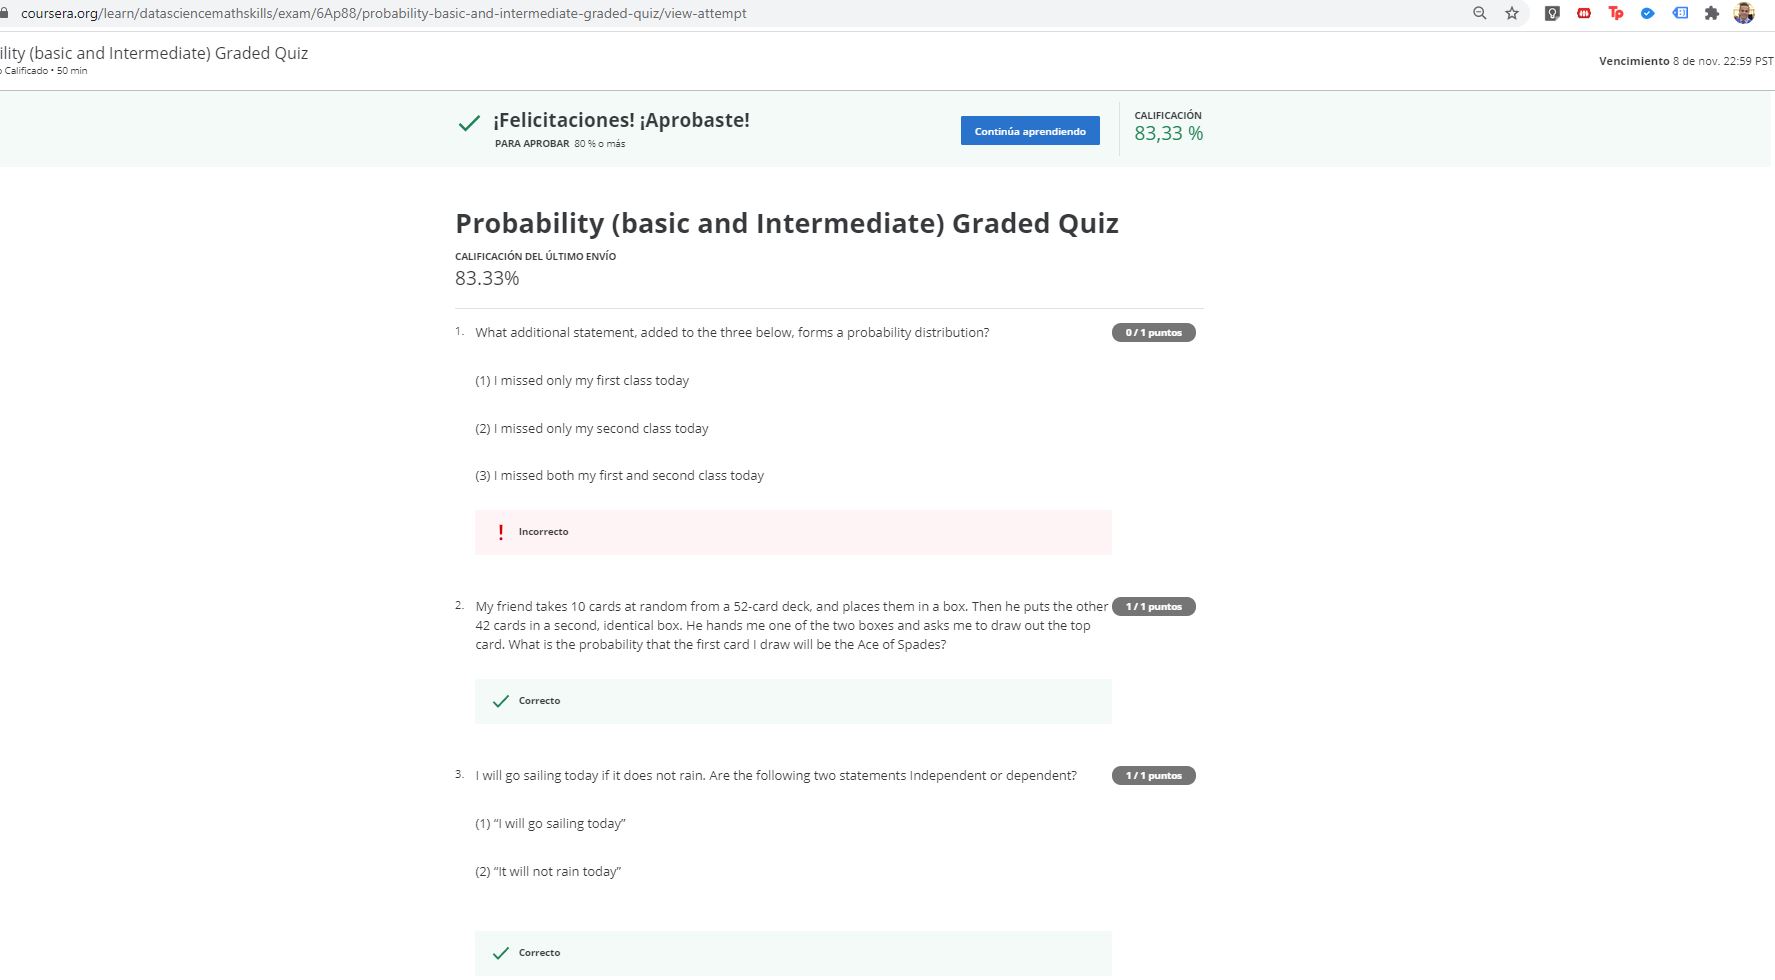 coursera.org/learn/datasciencemathskills/exam/6Ap88/probability-basic-and-intermediate-graded-quiz/view-attempt
Tp
ility (basic and Intermediate) Graded Quiz
o Calificado • 50 min
Vencimiento 8 de nov. 22:59 PST
¡Felicitaciones! ¡Aprobaste!
PARA APROBAR 80 % o más
Continúa aprendiendo
CALIFICACIÓN
83,33 %
Probability (basic and Intermediate) Graded Quiz
CALIFICACIÓN DEL ÚLTIMO ENVÍO
83.33%
1. What additional statement, added to the three below, forms a probability distribution?
0 / 1 puntos
(1) I missed only my first class today
(2) I missed only my second class today
(3) I missed both my first and second class today
Incorrecto
2. My friend takes 10 cards at random from a 52-card deck, and places them in a box. Then he puts the other
1 / 1 puntos
42 cards in a second, identical box. He hands me one of the two boxes and asks me to draw out the top
card. What is the probability that the first card I draw will be the Ace of Spades?
Correcto
3. I will go sailing today if it does not rain. Are the following two statements Independent or dependent?
1 / 1 puntos
(1) “I will go sailing today”
(2) “It will not rain today”
Correcto